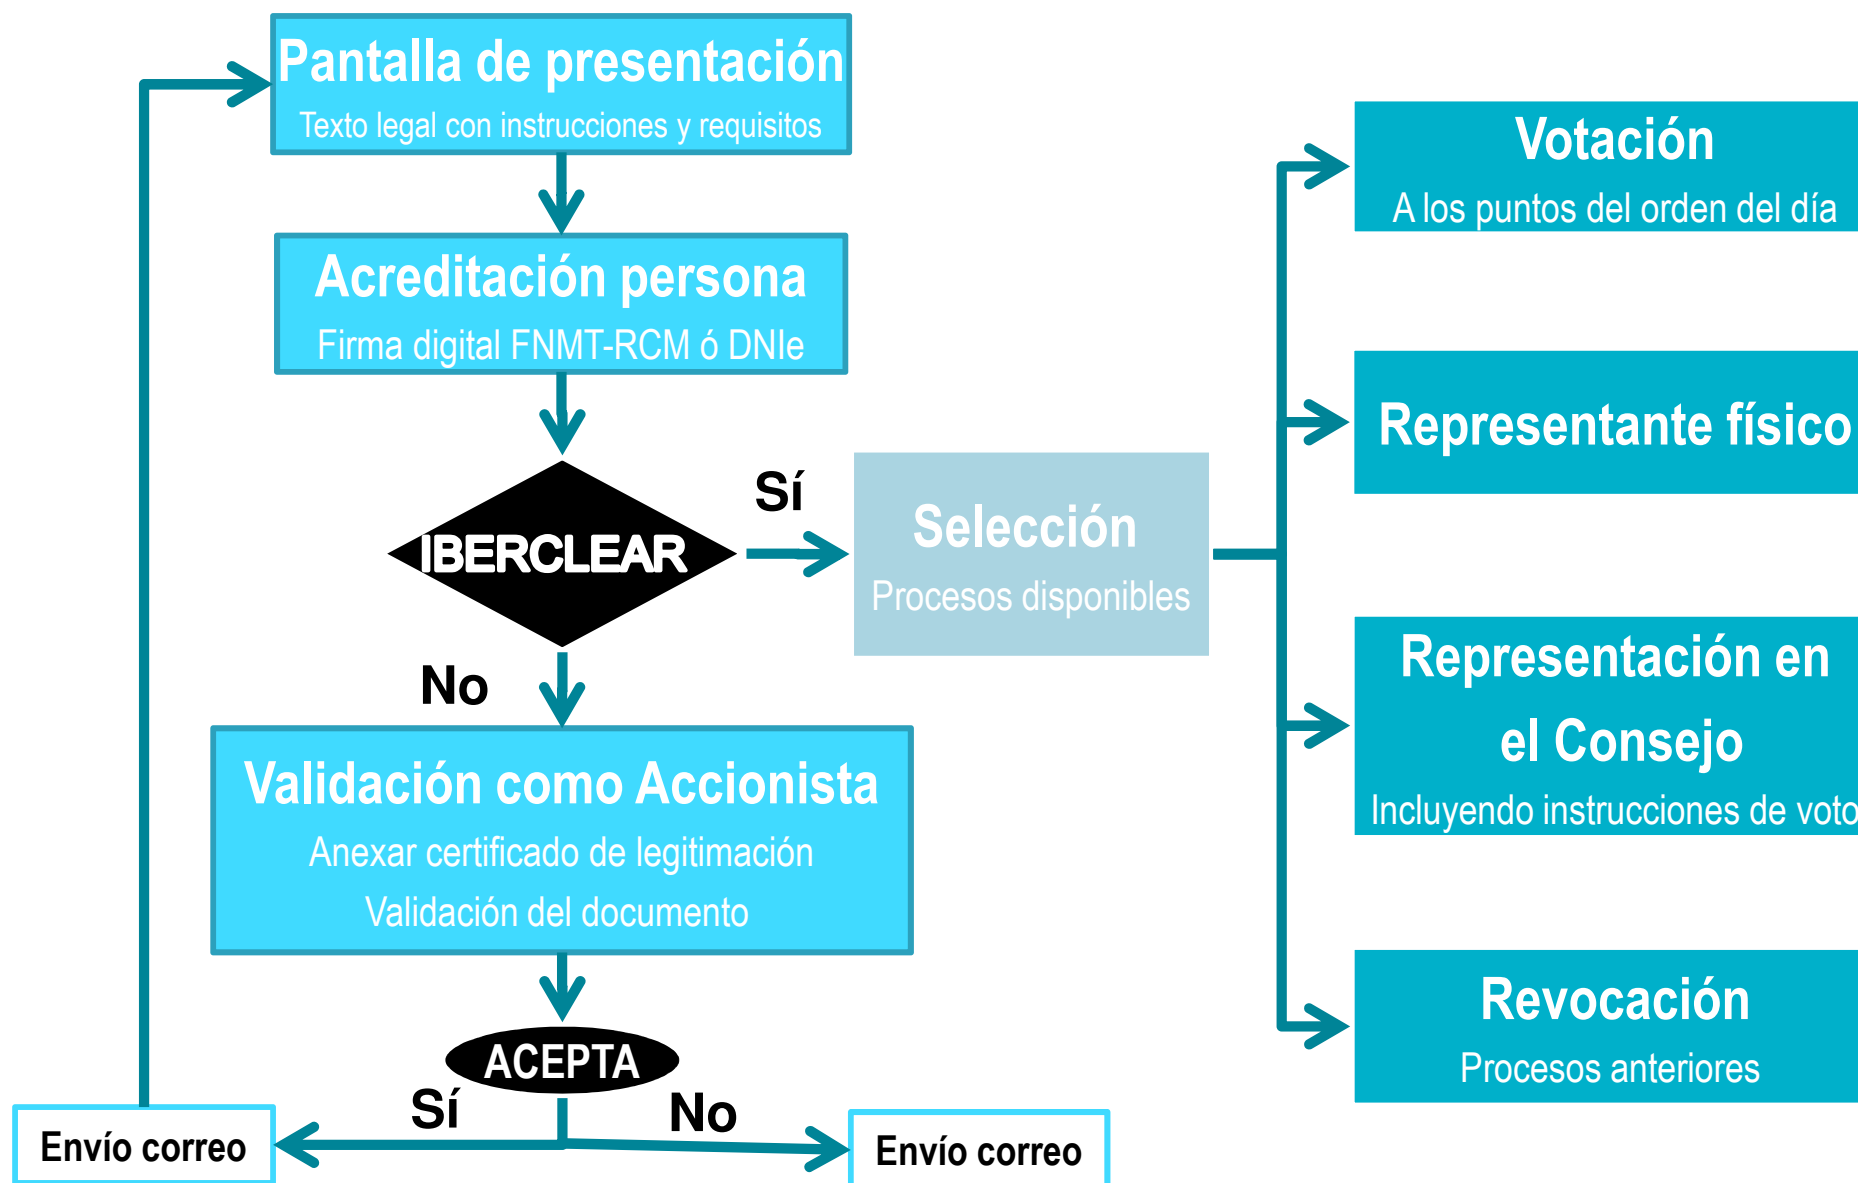 Pantalla de presentación
Texto legal con instrucciones y requisitos
Acreditación persona
Firma digital FNMT-RCM ó DNIe
IBERCLEAR
Sí
No
Selección
Procesos disponibles
Validación como Accionista
Anexar certificado de legitimación
Validación del documento
ACEPTA
Sí
No
Envío correo
Envío correo
Votación
A los puntos del orden del día
Representante físico
Representación en
el Consejo
Incluyendo instrucciones de voto
Revocación
Procesos anteriores